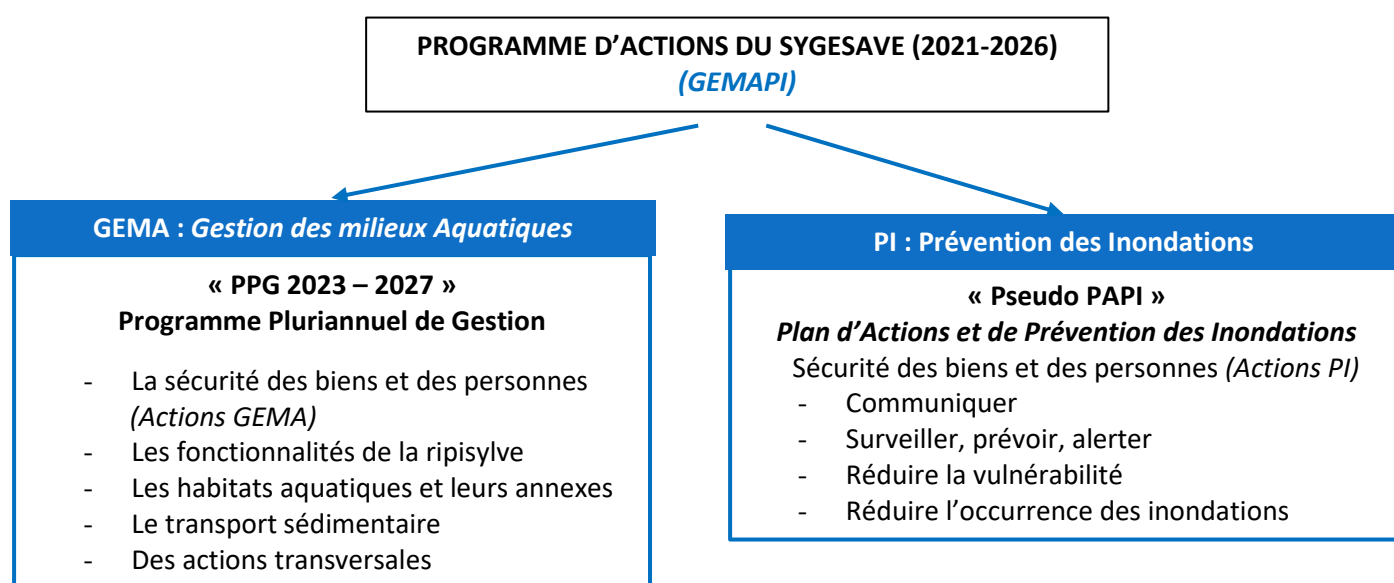 PROGRAMME D’ACTIONS DU SYGESAVE (2021-2026)
(GEMAPI)
GEMA : Gestion des milieux Aquatiques
« PPG 2023 – 2027 »
Programme Pluriannuel de Gestion
- La sécurité des biens et des personnes
(Actions GEMA)
- Les fonctionnalités de la ripisylve
- Les habitats aquatiques et leurs annexes
- Le transport sédimentaire
- Des actions transversales
PI : Prévention des Inondations
« Pseudo PAPI »
Plan d’Actions et de Prévention des Inondations
Sécurité des biens et des personnes (Actions PI)
- Communiquer
- Surveiller, prévoir, alerter
- Réduire la vulnérabilité
- Réduire l’occurrence des inondations